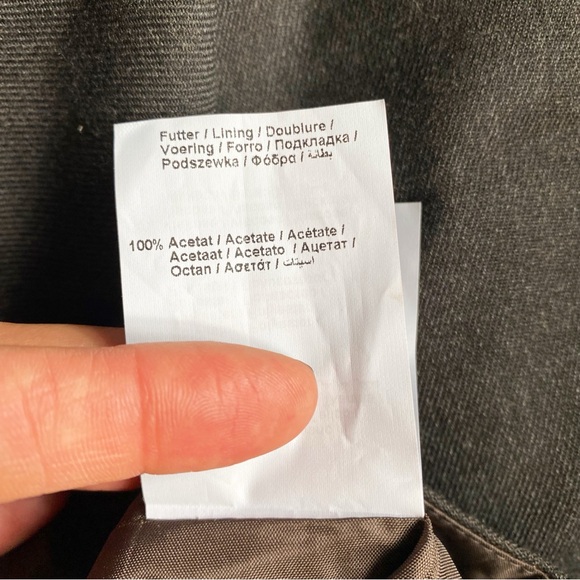 Futter / Lining / Doublure /
Voering / Forro / Подкладка /
Podszewka / Φόδρα / بطانة
100% Acetat / Acetate / Acétate /
Acetaat / Acetato / Ацетат /
Octan / Ασετάτ / اسيتات